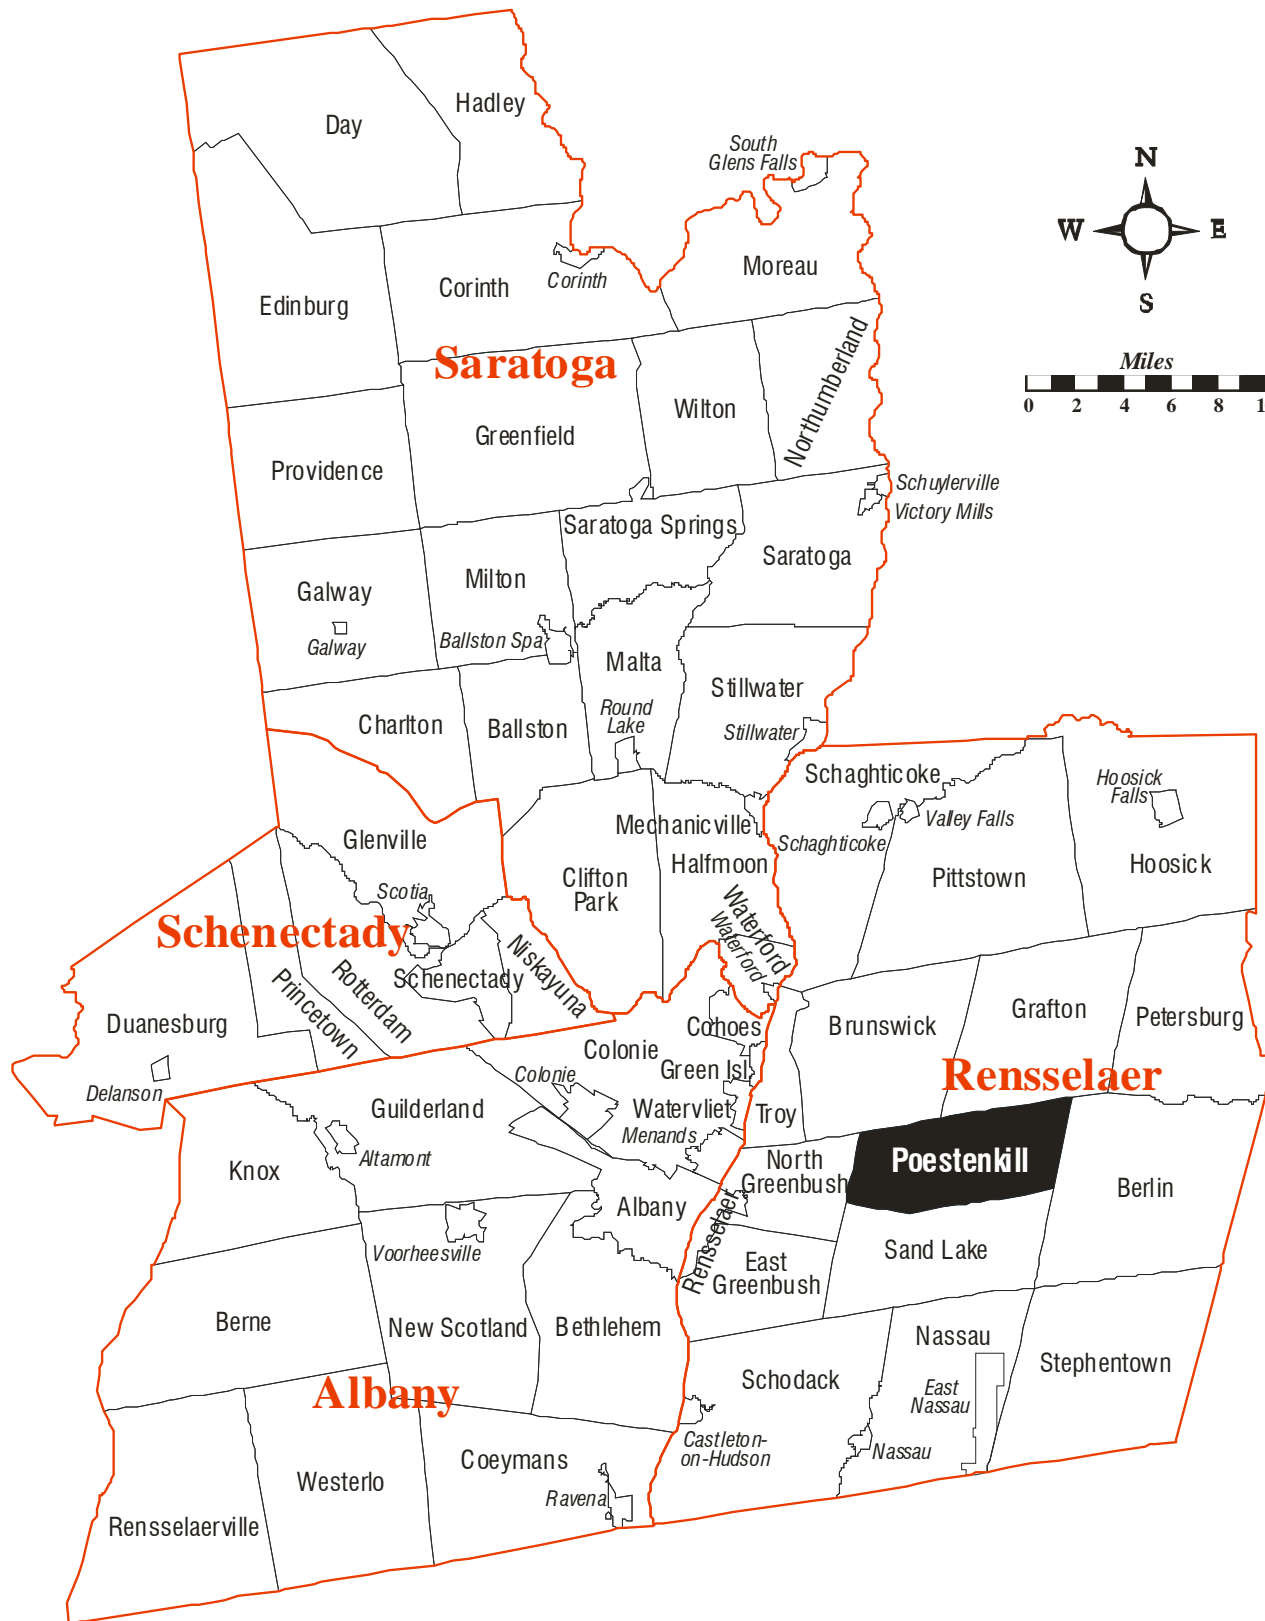 Hadley
Day
South
Glens Falls
N
W
E
S
Moreau
Corinth
Corinth
Edinburg
Miles
0 2 4 6 8 1
Saratoga
Northumberland
Wilton
Greenfield
Providence
Schuylerville
Victory Mills
Saratoga Springs
Saratoga
Milton
Galway
Galway
Ballston Spa
Malta
Stillwater
Round
Lake
Stillwater
Charlton
Ballston
Schaghticoke
Hoosick
Falls
Valley Falls
Mechanicville
Schaghticoke
Glenville
Halfmoon
Hoosick
Clifton
Park
Pittstown
Scotia
Schenectady
Waterford
Waterford
Niskayuna
Schenectady
Rotterdam
Princetown
Duanesburg
Grafton
Petersburg
Brunswick
Cohoes
Colonie
Green Isl
Rensselaer
Colonie
Delanson
Guilderland
Watervliet
Troy
Menands
Altamont
Knox
North
Greenbush
Poestenkill
Berlin
Albany
Rensselaer
Voorheesville
Sand Lake
East
Greenbush
Berne
New Scotland
Bethlehem
Nassau
Stephentown
Albany
Schodack
East
Nassau
Castleton-
on-Hudson
Nassau
Coeymans
Westerlo
Ravena
Rensselaerville